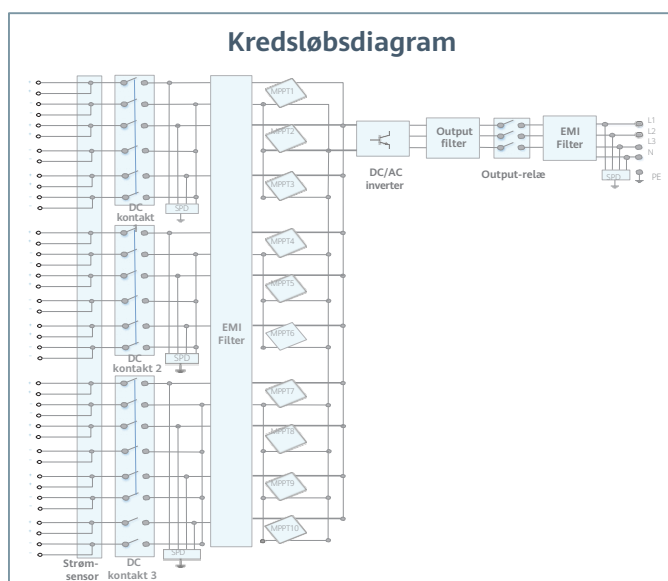 Kredsløbsdiagram
MPPT1
MPPT2
MPPT3
SPD
DC
kontakt
1
MPPT4
MPPT5
MPPT6
SPD
DC
kontakt 2
EMI
Filter
MPPT7
MPPT8
MPPT9
MPPT10
SPD
Strøm-
sensor
DC
kontakt 3
DC/AC
inverter
Output
filter
Output-relæ
EMI
Filter
L1
L2
L3
N
SPD
PE